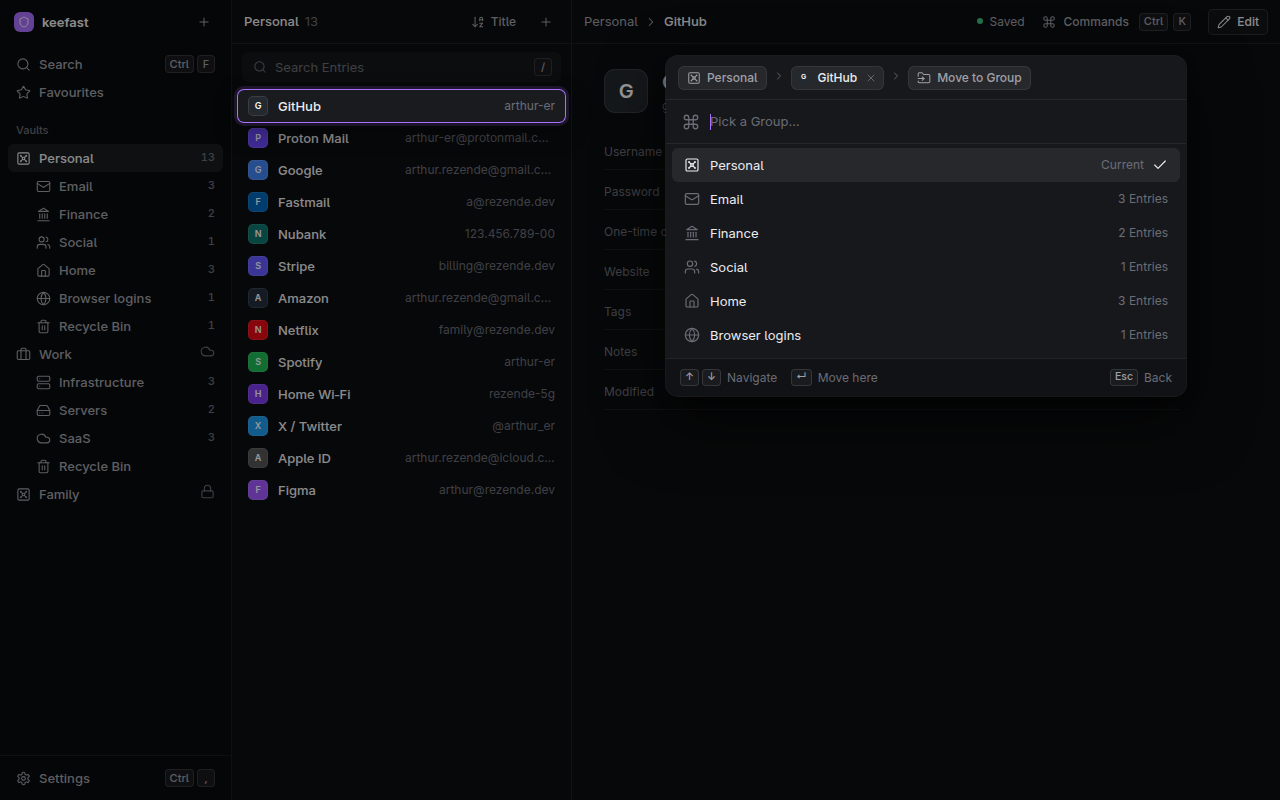 keefast
Search Ctrl F
Favourites
Vaults
Personal 13
Email 3
Finance 2
Social 1
Home 3
Browser logins 1
Recycle Bin 1
Work
Infrastructure 3
Servers 2
SaaS 3
Recycle Bin
Family
Settings Ctrl ,
Personal 13 Title
Search Entries /
G GitHub arthur-er
P Proton Mail arthur-er@protonmail.c...
G Google arthur.rezende@gmail.c...
F Fastmail a@rezende.dev
N Nubank 123.456.789-00
S Stripe billing@rezende.dev
A Amazon arthur.rezende@gmail.c...
N Netflix family@rezende.dev
S Spotify arthur-er
H Home Wi-Fi rezende-5g
X X / Twitter @arthur_er
A Apple ID arthur.rezende@icloud.c...
F Figma arthur@rezende.dev
Personal > GitHub Saved Commands Ctrl K Edit
G
Username
Password
One-time
Website
Tags
Notes
Modified
Personal > G GitHub × > Move to Group
Pick a Group...
Personal Current
Email 3 Entries
Finance 2 Entries
Social 1 Entries
Home 3 Entries
Browser logins 1 Entries
↑ ↓ Navigate ↵ Move here Esc Back